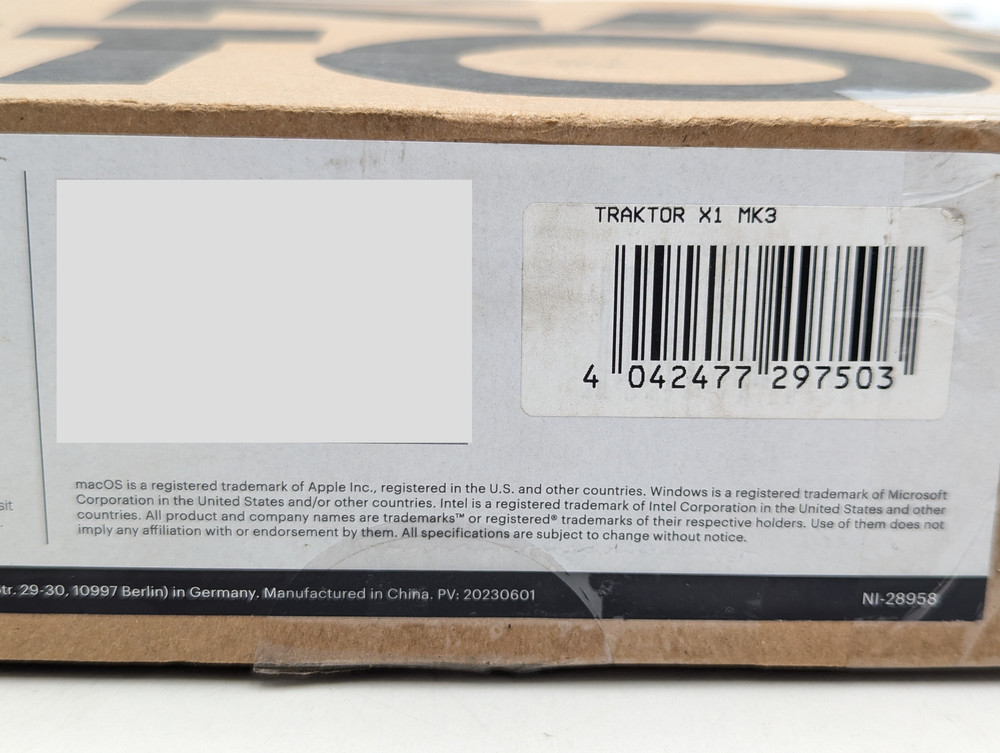 TO
TRAKTOR X1 MK3
4 042477 297503
sit
macOS is a registered trademark of Apple Inc., registered in the U.S. and other countries. Windows is a registered trademark of Microsoft
Corporation in the United States and/or other countries. Intel is a registered trademark of Intel Corporation in the United States and other
countries. All product and company names are trademarks™ or registered® trademarks of their respective holders. Use of them does not
imply any affiliation with or endorsement by them. All specifications are subject to change without notice.
tr. 29-30, 10997 Berlin) in Germany. Manufactured in China. PV: 20230601
NI-28958